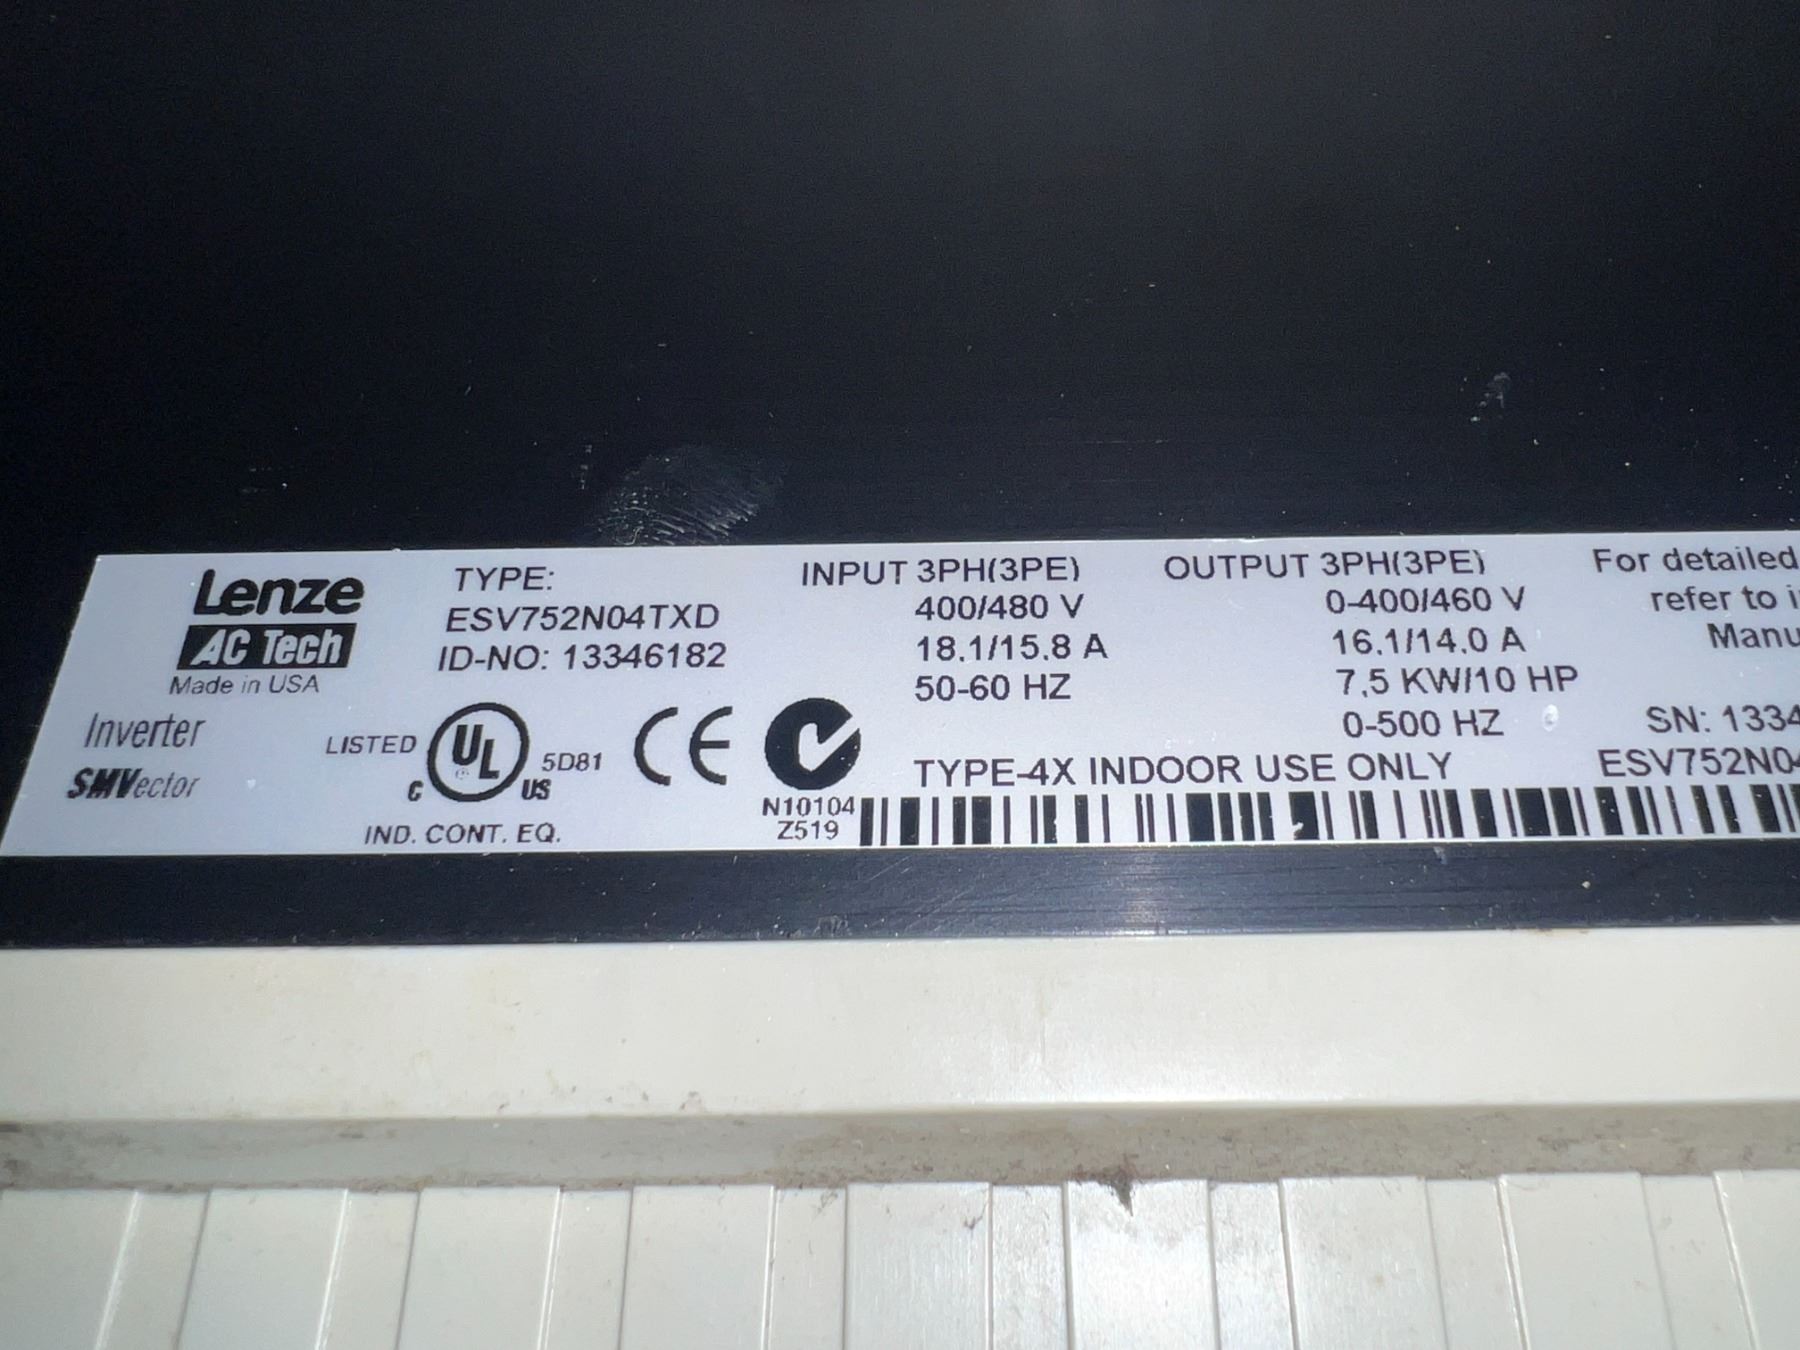 Lenze
AC Tech
Made in USA
Inverter
SMVector
TYPE:
ESV752N04TXD
ID-NO: 13346182
LISTED
UL
C
US
5D81
IND. CONT. EQ.
CE
N10104
Z519
INPUT 3PH(3PE)
400/480 V
18.1/15.8 A
50-60 HZ
OUTPUT 3PH(3PE)
0-400/460 V
16.1/14.0 A
7.5 KW/10 HP
0-500 HZ
TYPE-4X INDOOR USE ONLY
For detailed
refer to
Manu
SN: 1334
ESV752N04